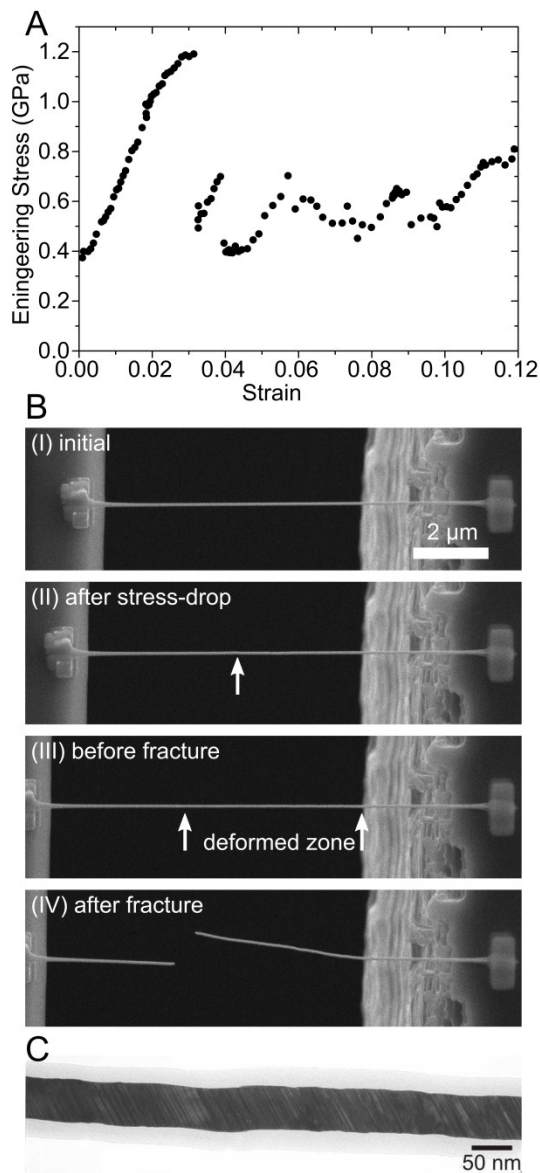 A
Eningeering Stress (GPa)
1.2
1.0
0.8
0.6
0.4
0.2
0.0
0.00 0.02 0.04 0.06 0.08 0.10 0.12
Strain
B
(I) initial
2 µm
(II) after stress-drop
(III) before fracture
deformed zone
(IV) after fracture
C
50 nm